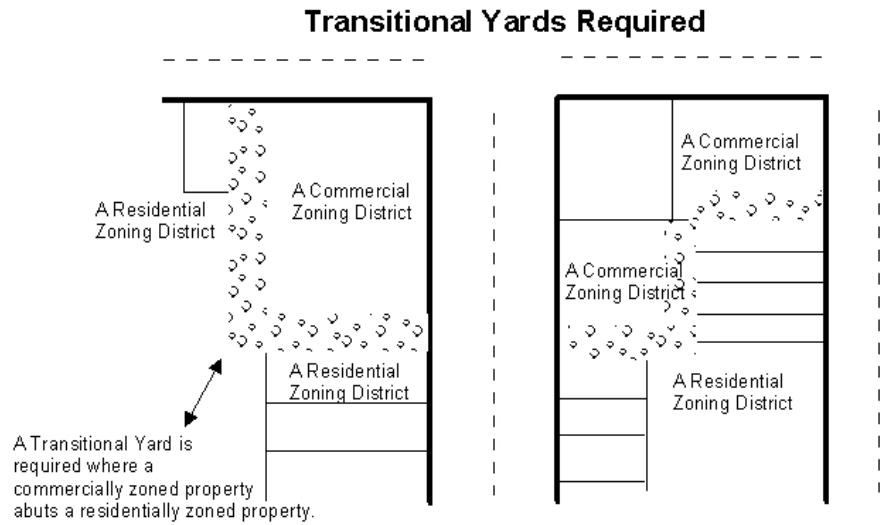 Transitional Yards Required
A Residential
Zoning District
A Commercial
Zoning District
A Residential
Zoning District
A Transitional Yard is
required where a
commercially zoned property
abuts a residentially zoned property.
A Commercial
Zoning District
A Commercial
Zoning District
A Residential
Zoning District